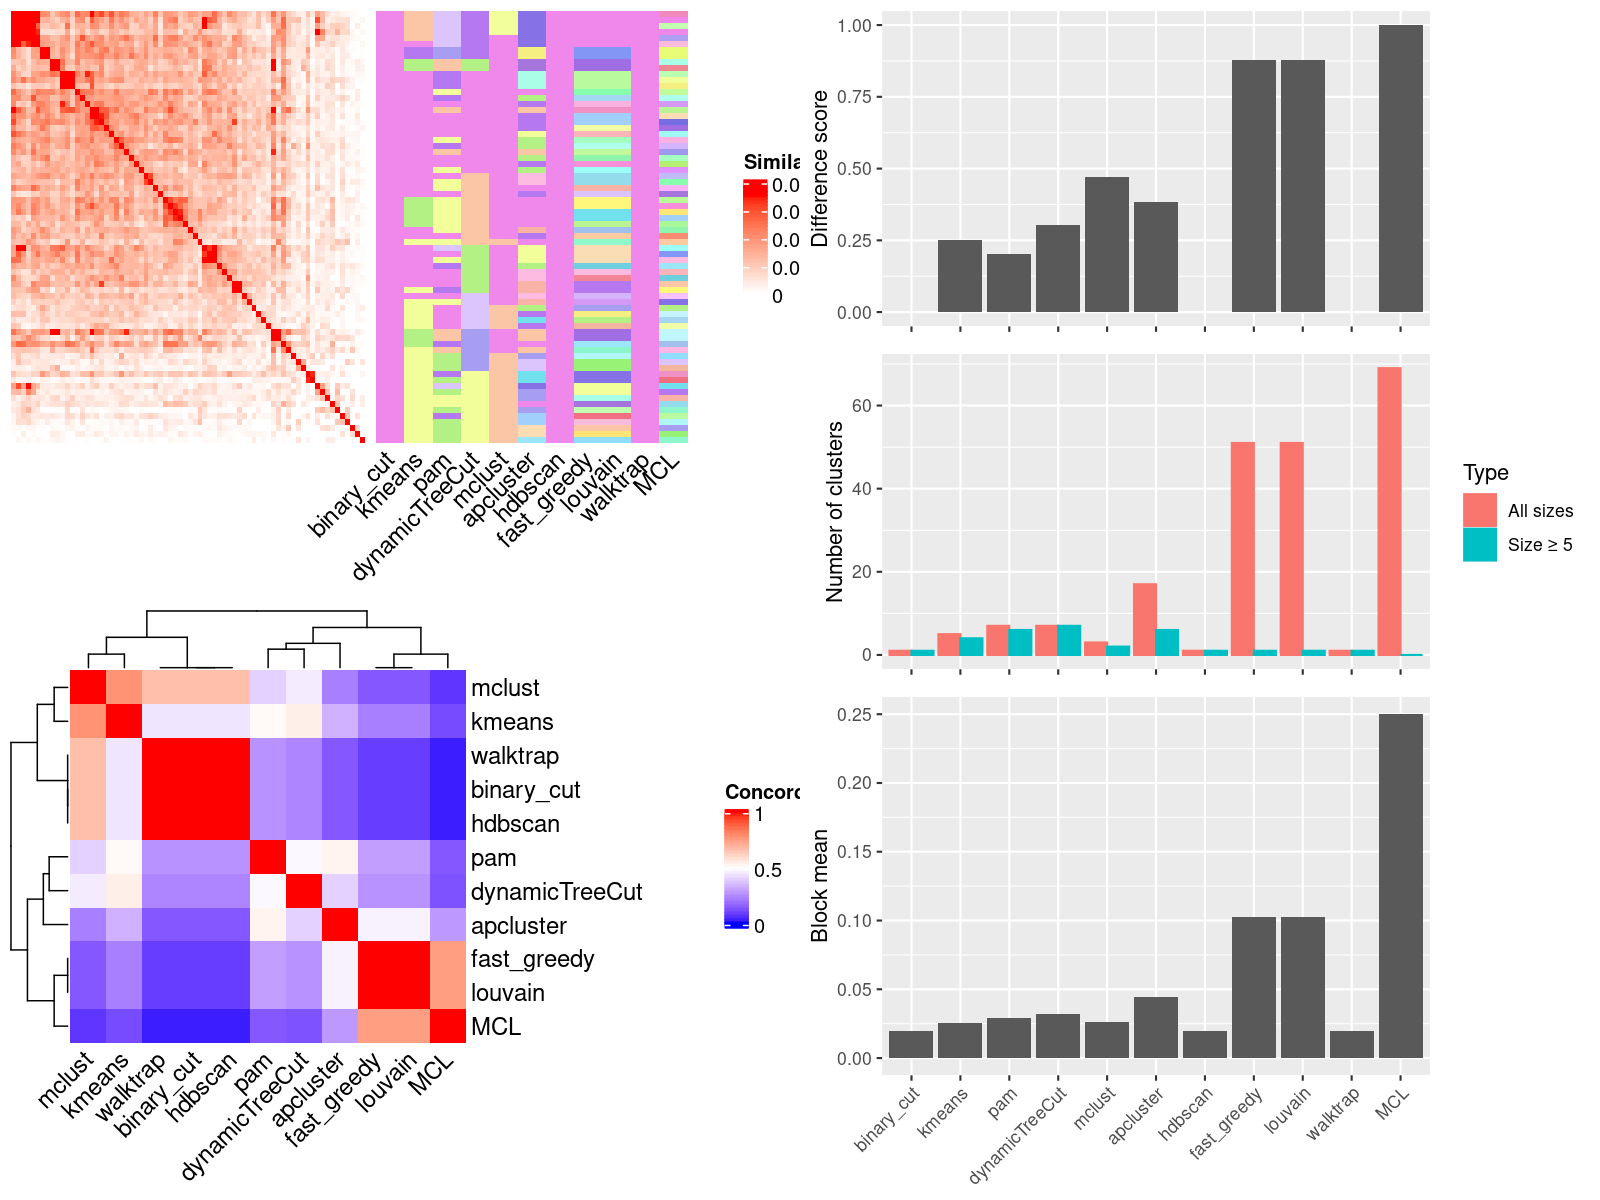 Simila
0.0
0.0
0.0
0.0
0
binary_cut
kmeans
pam
dynamicTreeCut
mclust
apcluster
hdbscan
fast_greedy
louvain
walktrap
MCL
mclust
kmeans
walktrap
binary_cut
hdbscan
pam
dynamicTreeCut
apcluster
fast_greedy
louvain
MCL
mclust
kmeans
walktrap
binary_cut
hdbscan
pam
dynamicTreeCut
apcluster
fast_greedy
louvain
MCL
Concord
1
0.5
0
Difference score
1.00
0.75
0.50
0.25
0.00
Number of clusters
60
40
20
0
Type
All sizes
Size ≥ 5
Block mean
0.25
0.20
0.15
0.10
0.05
0.00
binary_cut
kmeans
pam
dynamicTreeCut
mclust
apcluster
hdbscan
fast_greedy
louvain
walktrap
MCL